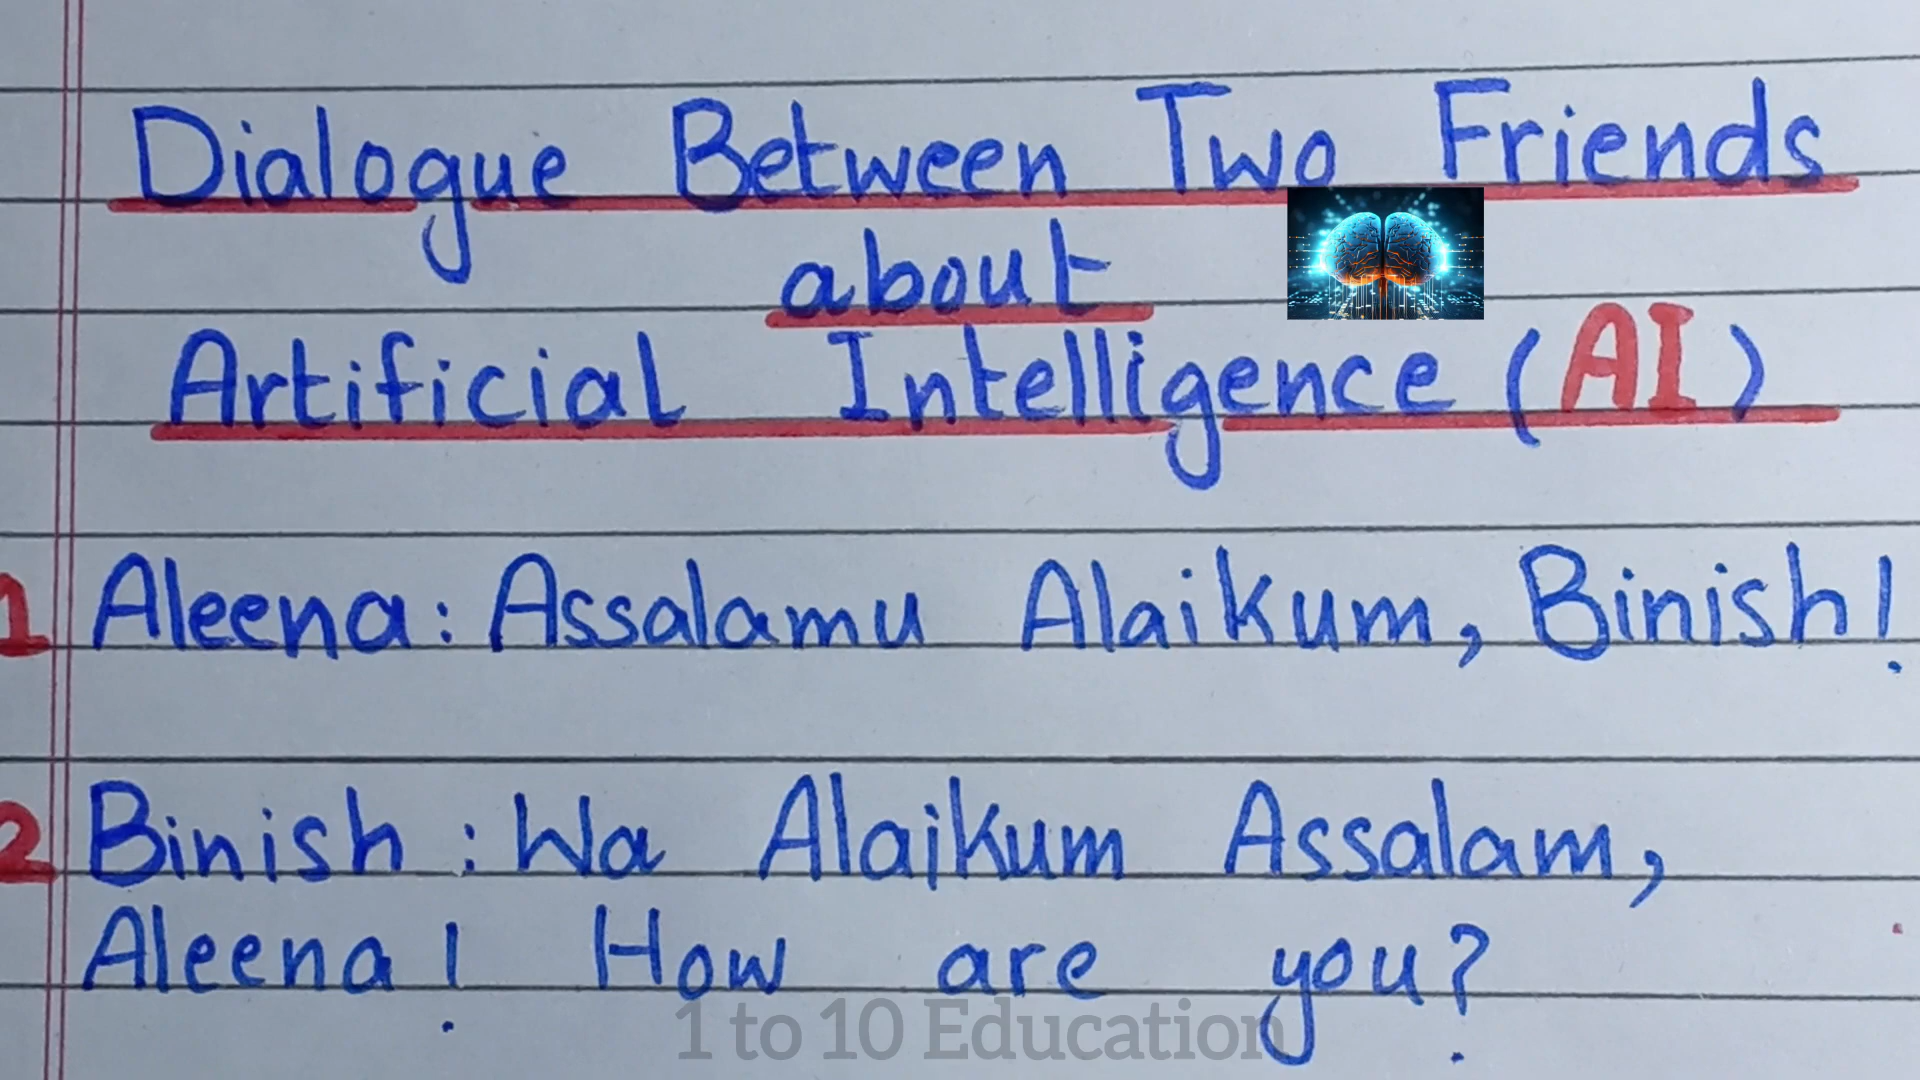 Dialogue Between Two Friends
about
Artificial Intelligence (AI)
1 Aleena: Assalamu Alaikum, Binish!
2 Binish: Wa Alaikum Assalam,
Aleena! How are you?
1 to 10 Education